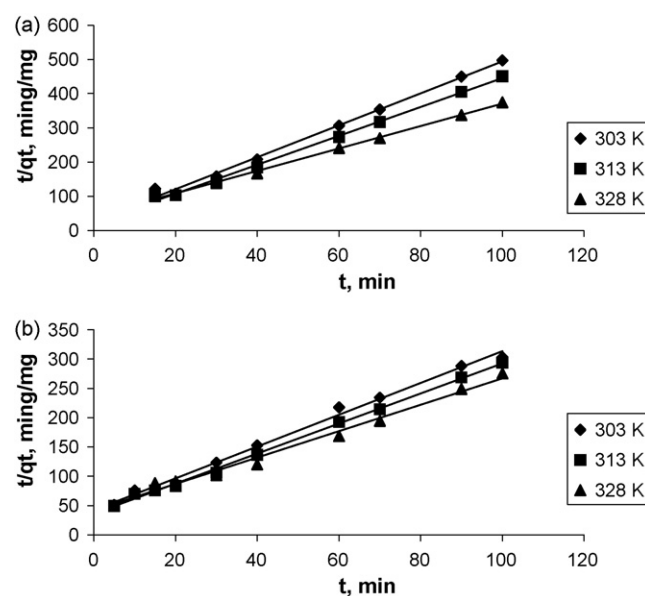 (a)
600
500
400
300
200
100
0
0 20 40 60 80 100 120
t/qt, ming/mg
t, min
◆ 303 K
■ 313 K
▲ 328 K
(b)
350
300
250
200
150
100
50
0
0 20 40 60 80 100 120
t/qt, ming/mg
t, min
◆ 303 K
■ 313 K
▲ 328 K